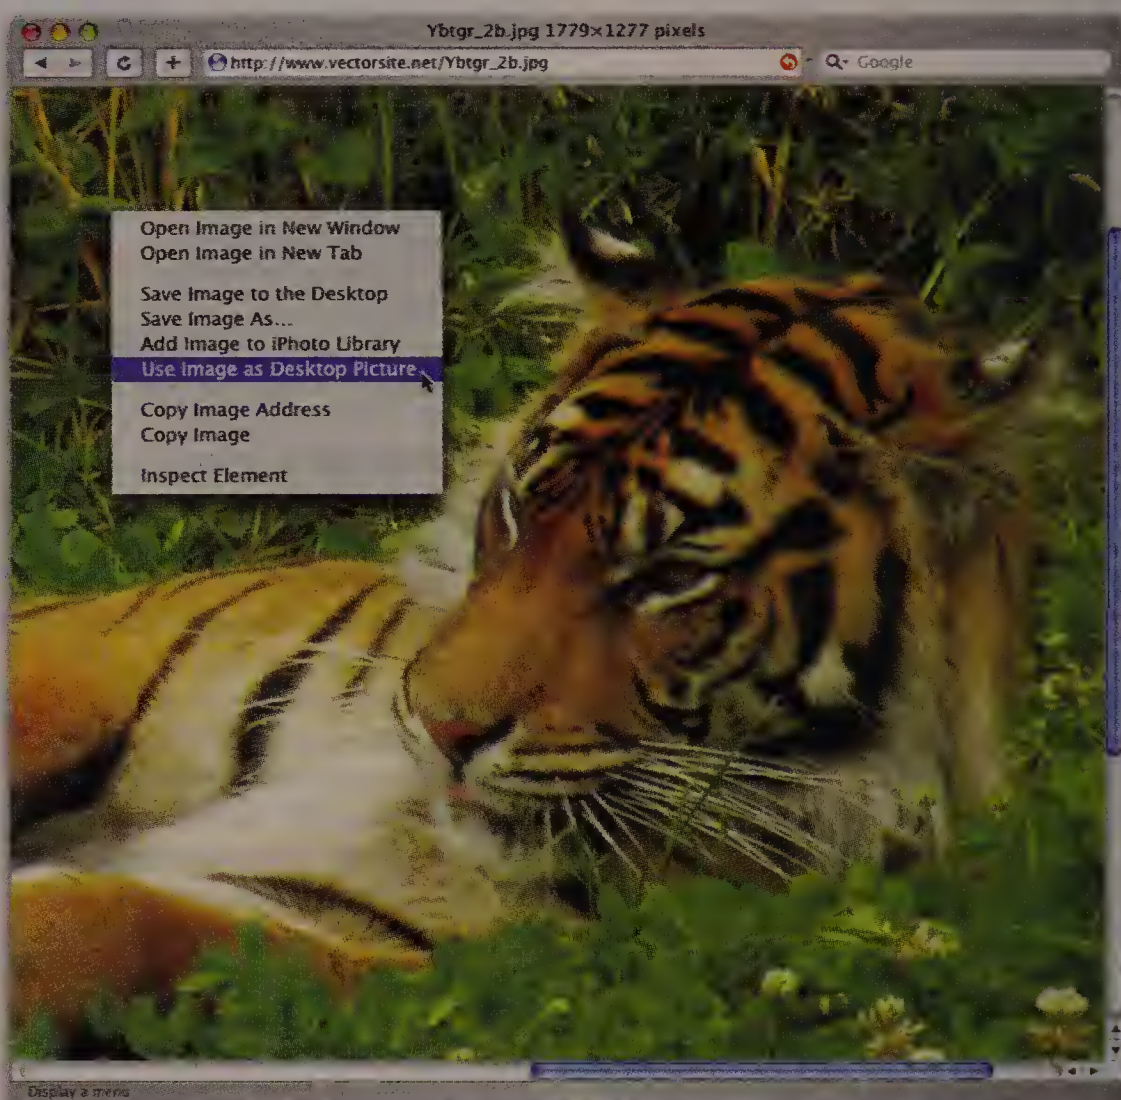 Ybtgr_2b.jpg 1779×1277 pixels
http://www.vectorsite.net/Ybtgr_2b.jpg
Google
Open Image in New Window
Open Image in New Tab
Save Image to the Desktop
Save Image As...
Add Image to iPhoto Library
Use Image as Desktop Picture
Copy Image Address
Copy Image
Inspect Element
Display a menu